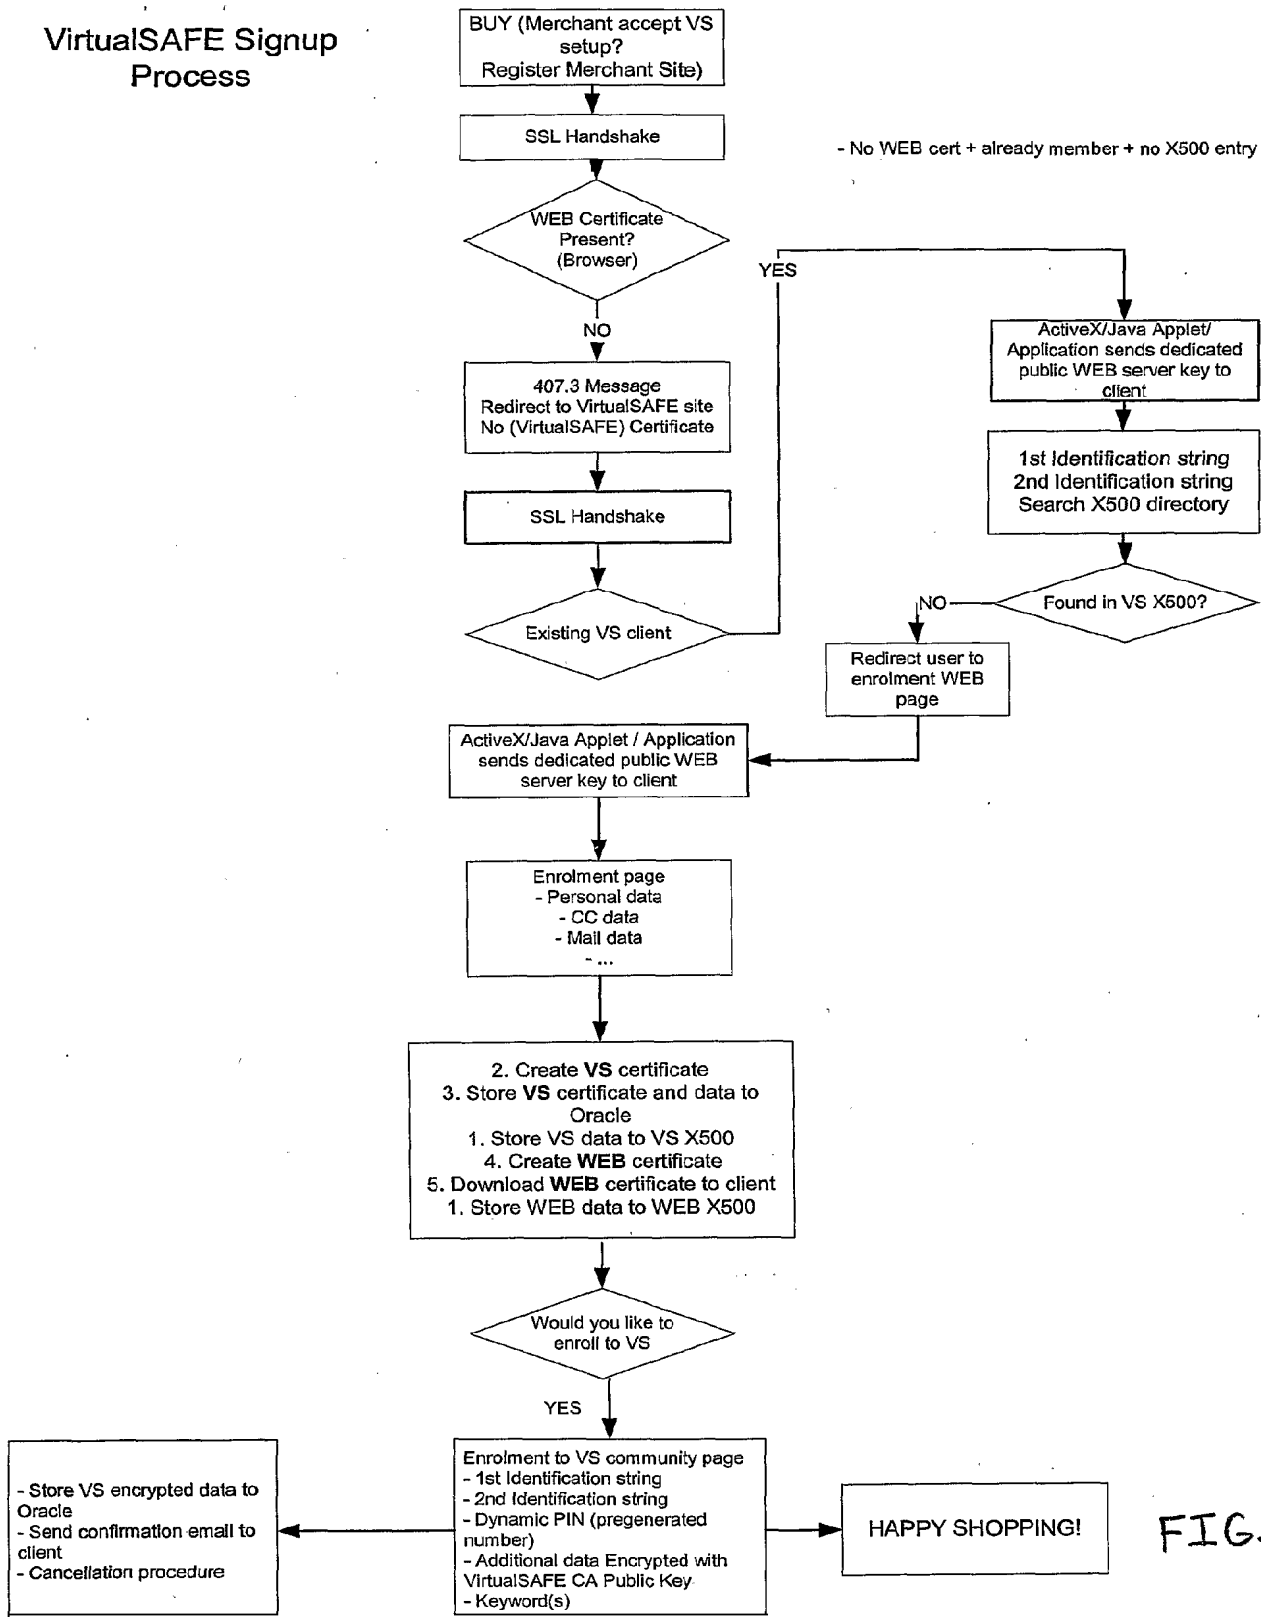 VirtualSAFE Signup
Process
BUY (Merchant accept VS
setup?
Register Merchant Site)
SSL Handshake
- No WEB cert + already member + no X500 entry
WEB Certificate
Present?
(Browser)
YES
NO
ActiveX/Java Applet/
Application sends dedicated
public WEB server key to
client
407.3 Message
Redirect to VirtualSAFE site
No (VirtualSAFE) Certificate
1st Identification string
2nd Identification string
Search X500 directory
SSL Handshake
Found in VS X500?
NO
Existing VS client
Redirect user to
enrolment WEB
page
ActiveX/Java Applet / Application
sends dedicated public WEB
server key to client
Enrolment page
- Personal data
- CC data
- Mail data
- ...
2. Create VS certificate
3. Store VS certificate and data to
Oracle
1. Store VS data to VS X500
4. Create WEB certificate
5. Download WEB certificate to client
1. Store WEB data to WEB X500
Would you like to
enroll to VS
YES
Enrolment to VS community page
- 1st Identification string
- 2nd Identification string
- Dynamic PIN (pregenerated
number)
- Additional data Encrypted with
VirtualSAFE CA Public Key
- Keyword(s)
- Store VS encrypted data to
Oracle
- Send confirmation email to
client
- Cancellation procedure
HAPPY SHOPPING!
FIG.